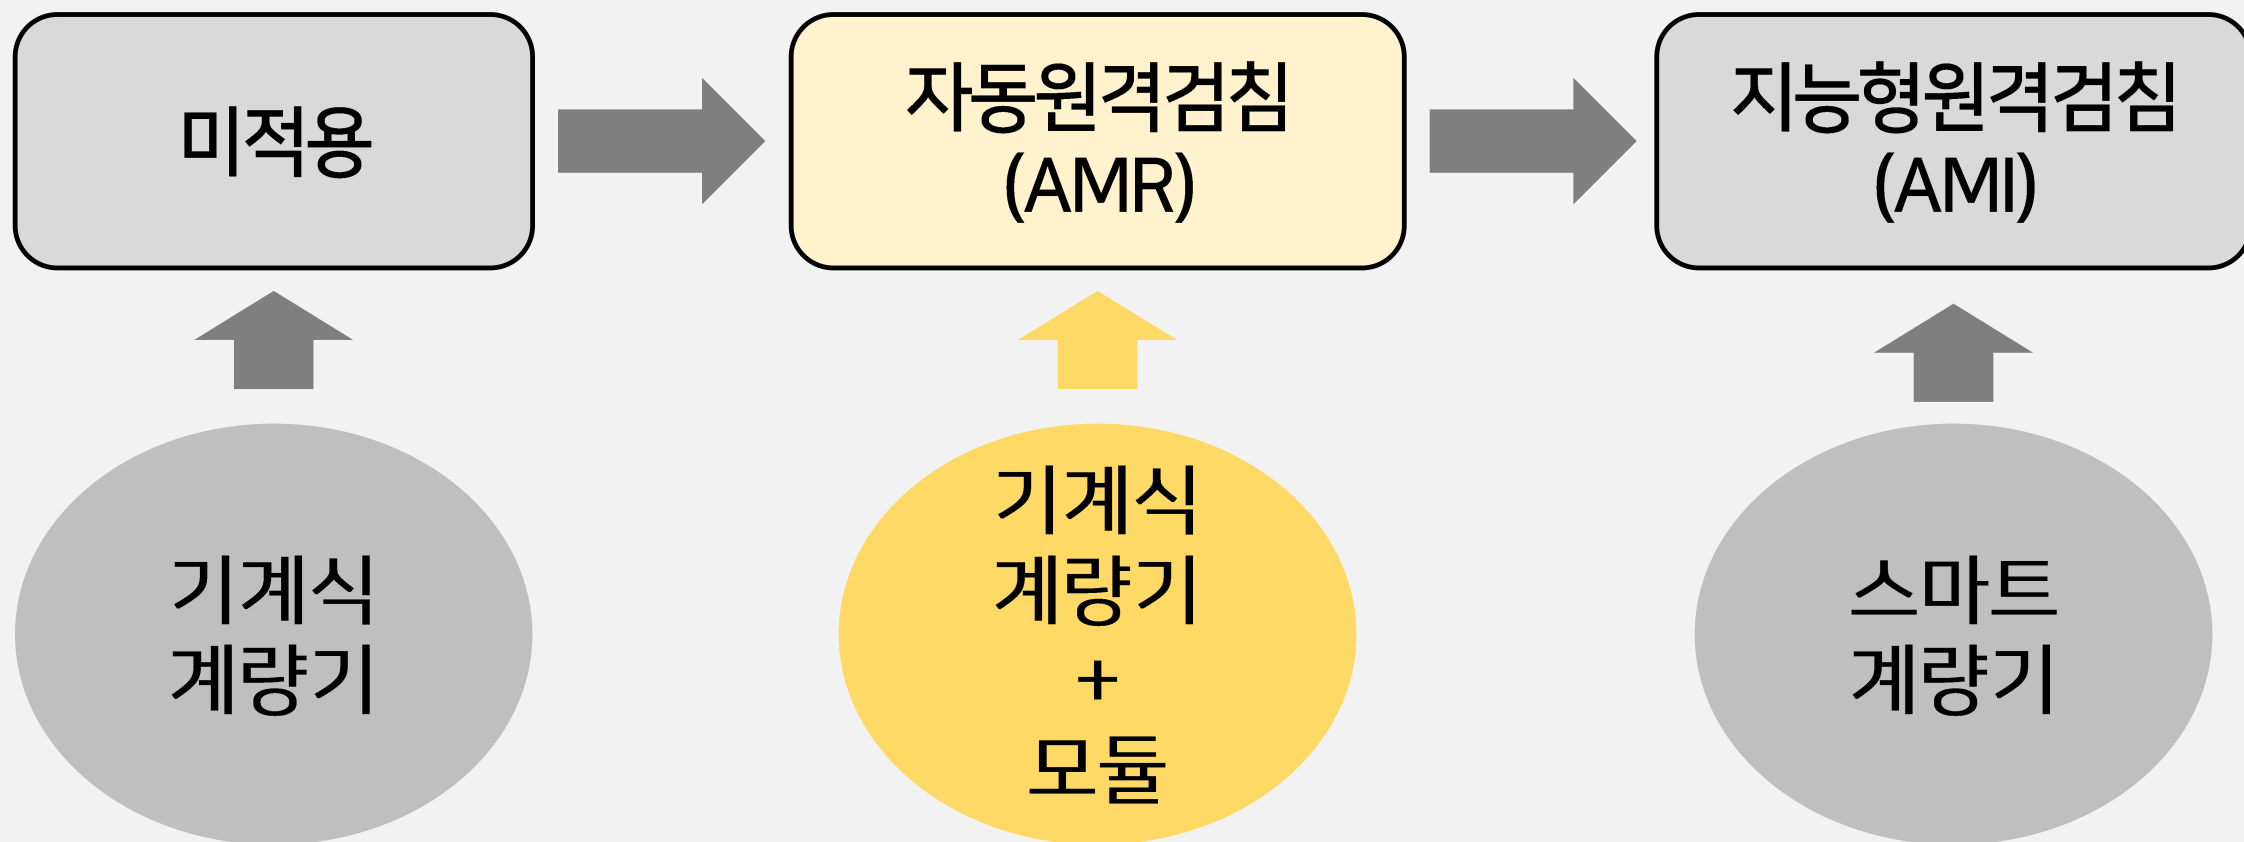 미적용
자동원격검침
(AMR)
지능형원격검침
(AMI)
기계식
계량기
기계식
계량기
+
모듈
스마트
계량기